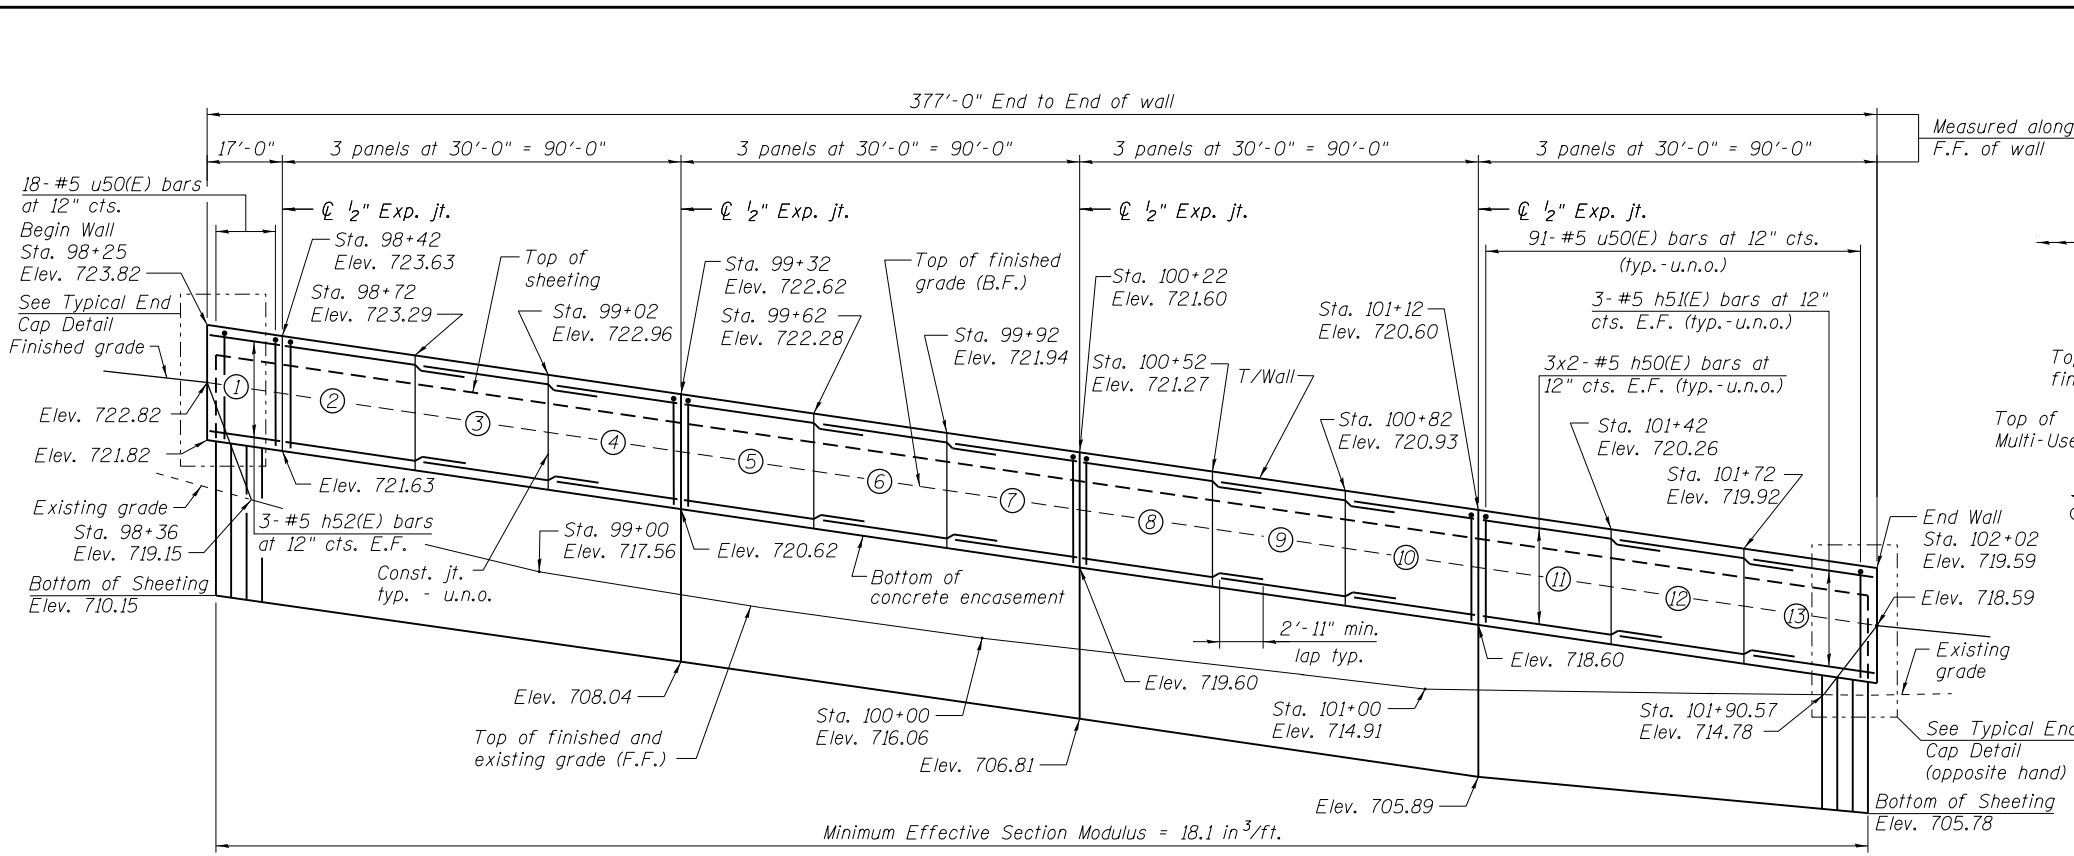 377'-0" End to End of wall
Measured along
F.F. of wall
17'-0"
3 panels at 30'-0" = 90'-0"
3 panels at 30'-0" = 90'-0"
3 panels at 30'-0" = 90'-0"
3 panels at 30'-0" = 90'-0"
18-#5 u50(E) bars
at 12" cts.
Begin Wall
Sta. 98+25
Elev. 723.82
See Typical End
Cap Detail
Finished grade
Elev. 722.82
Elev. 721.82
Existing grade
Sta. 98+36
Elev. 719.15
Bottom of Sheeting
Elev. 710.15
℄ 1/2" Exp. jt.
℄ 1/2" Exp. jt.
℄ 1/2" Exp. jt.
℄ 1/2" Exp. jt.
Sta. 98+42
Elev. 723.63
Sta. 98+72
Elev. 723.29
Top of
sheeting
Sta. 99+02
Elev. 722.96
Sta. 99+32
Elev. 722.62
Sta. 99+62
Elev. 722.28
Top of finished
grade (B.F.)
Sta. 99+92
Elev. 721.94
Sta. 100+22
Elev. 721.60
Sta. 100+52
Elev. 721.27
T/Wall
Sta. 101+12
Elev. 720.60
Sta. 100+82
Elev. 720.93
91-#5 u50(E) bars at 12" cts.
(typ.-u.n.o.)
3-#5 h51(E) bars at 12"
cts. E.F. (typ.-u.n.o.)
3x2-#5 h50(E) bars at
12" cts. E.F. (typ.-u.n.o.)
Sta. 101+42
Elev. 720.26
Sta. 101+72
Elev. 719.92
End Wall
Sta. 102+02
Elev. 719.59
Elev. 718.59
Top of
Multi-Use
1
2
3
4
5
6
7
8
9
10
11
12
13
Elev. 721.63
3-#5 h52(E) bars
at 12" cts. E.F.
Const. jt.
typ. - u.n.o.
Sta. 99+00
Elev. 717.56
Elev. 720.62
Bottom of
concrete encasement
2'-11" min.
lap typ.
Elev. 719.60
Elev. 718.60
Existing
grade
Elev. 708.04
Top of finished and
existing grade (F.F.)
Sta. 100+00
Elev. 716.06
Elev. 706.81
Sta. 101+00
Elev. 714.91
Elev. 705.89
Sta. 101+90.57
Elev. 714.78
See Typical End
Cap Detail
(opposite hand)
Bottom of Sheeting
Elev. 705.78
Minimum Effective Section Modulus = 18.1 in³/ft.